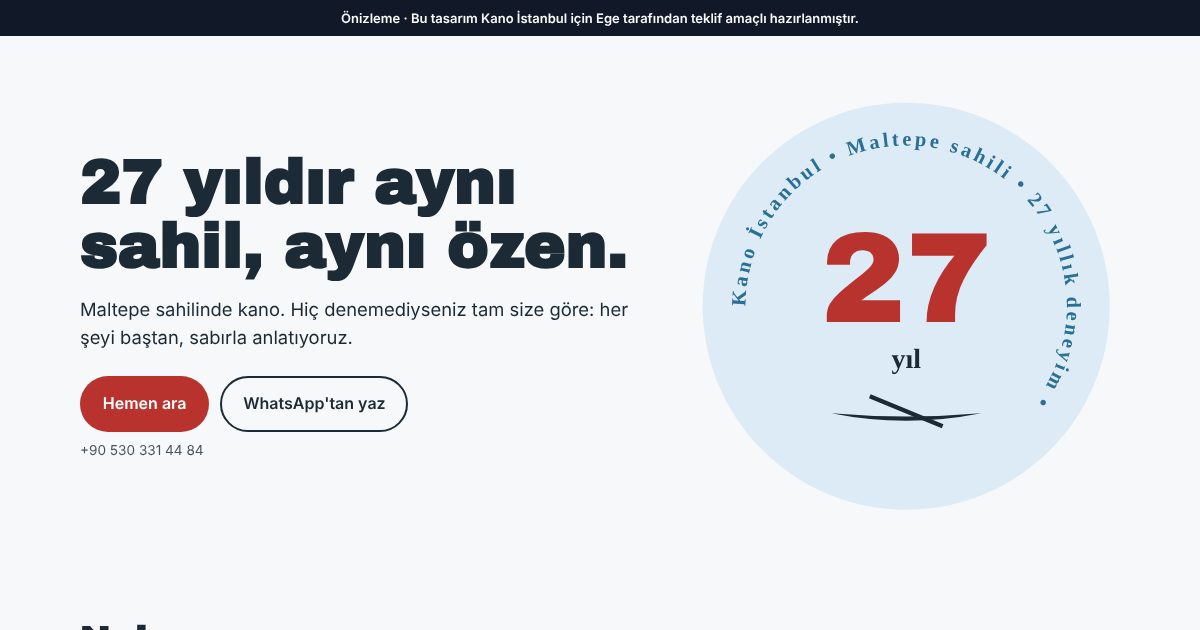 Önizleme · Bu tasarım Kano İstanbul için Ege tarafından teklif amaçlı hazırlanmıştır.
27 yıldır aynı
sahil, aynı özen.
Maltepe sahilinde kano. Hiç denemediyseniz tam size göre: her
şeyi baştan, sabırla anlatıyoruz.
Hemen ara
WhatsApp'tan yaz
+90 530 331 44 84
Kano İstanbul • Maltepe sahili • 27 yıllık deneyim •
27
yıl